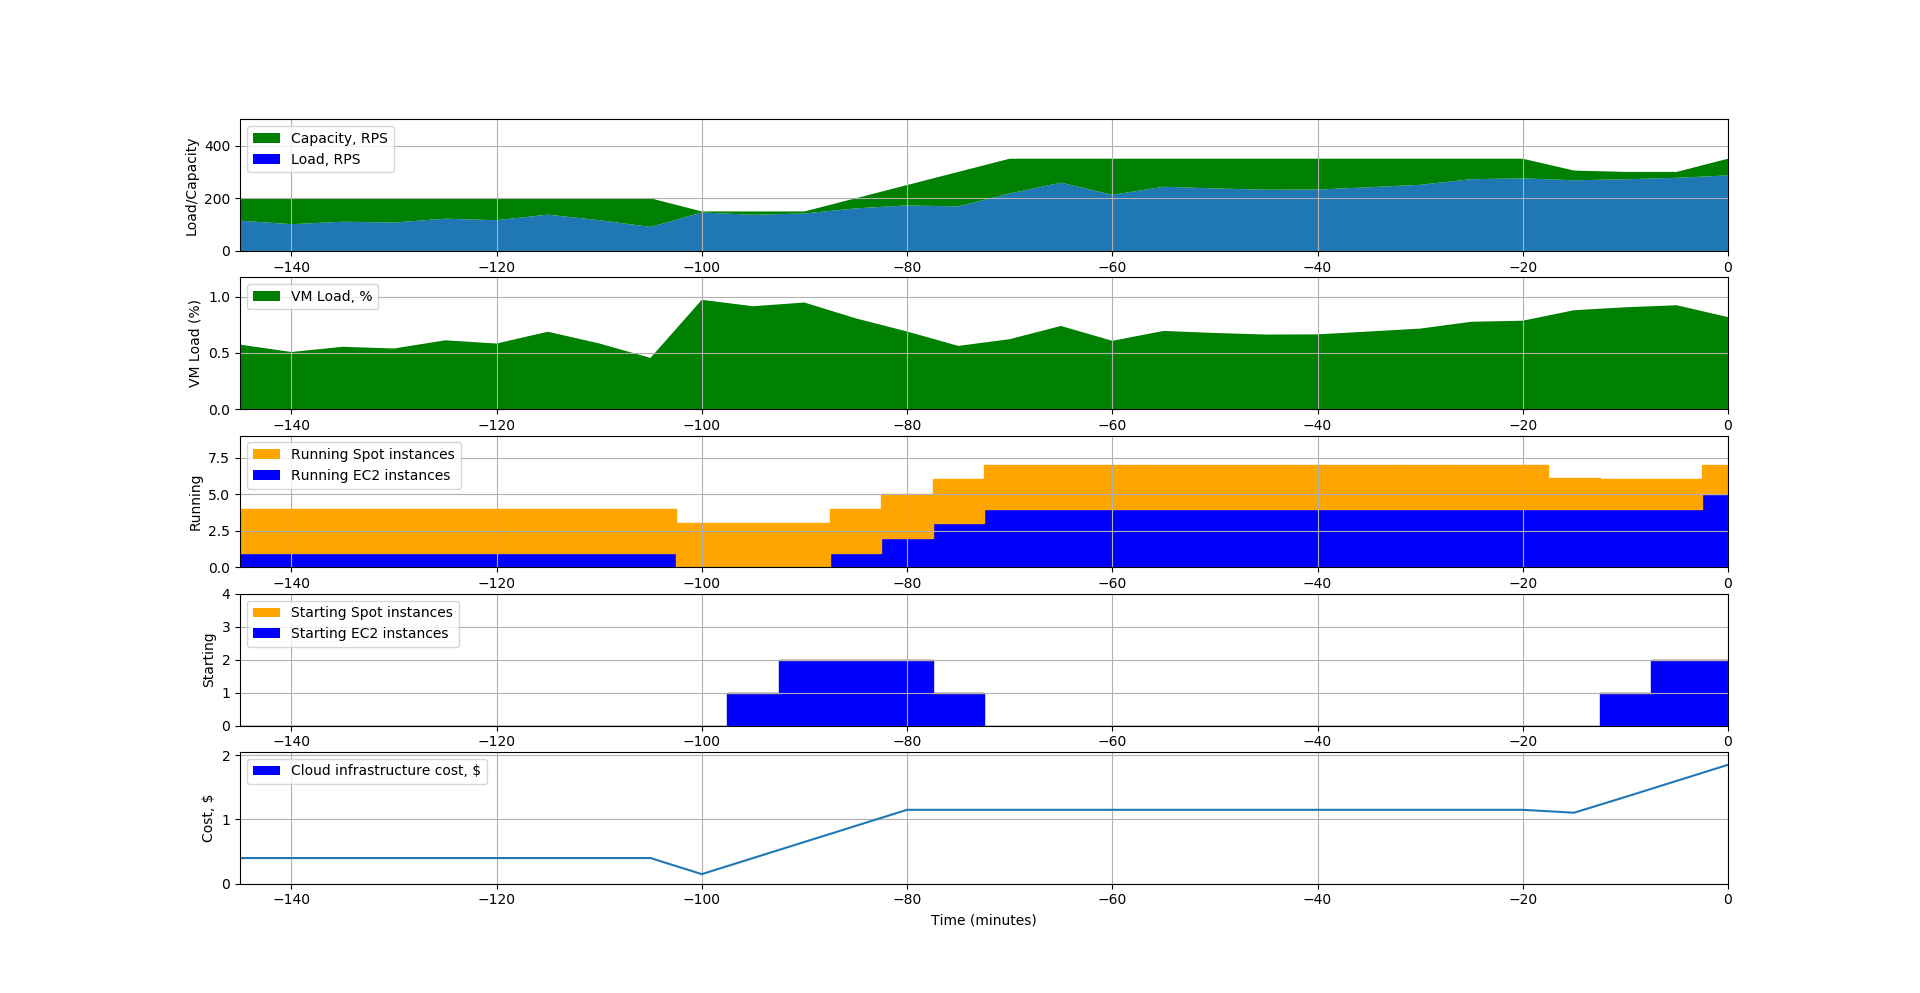 Load/Capacity
400
200
0
Capacity, RPS
Load, RPS
−140 −120 −100 −80 −60 −40 −20 0
VM Load (%)
1.0
0.5
0.0
VM Load, %
−140 −120 −100 −80 −60 −40 −20 0
Running
7.5
5.0
2.5
0.0
Running Spot instances
Running EC2 instances
−140 −120 −100 −80 −60 −40 −20 0
Starting
4
3
2
1
0
Starting Spot instances
Starting EC2 instances
−140 −120 −100 −80 −60 −40 −20 0
Cost, $
2
1
0
Cloud infrastructure cost, $
−140 −120 −100 −80 −60 −40 −20 0
Time (minutes)